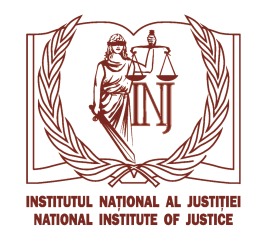 INJ
INSTITUTUL NAȚIONAL AL JUSTIȚIEI
NATIONAL INSTITUTE OF JUSTICE